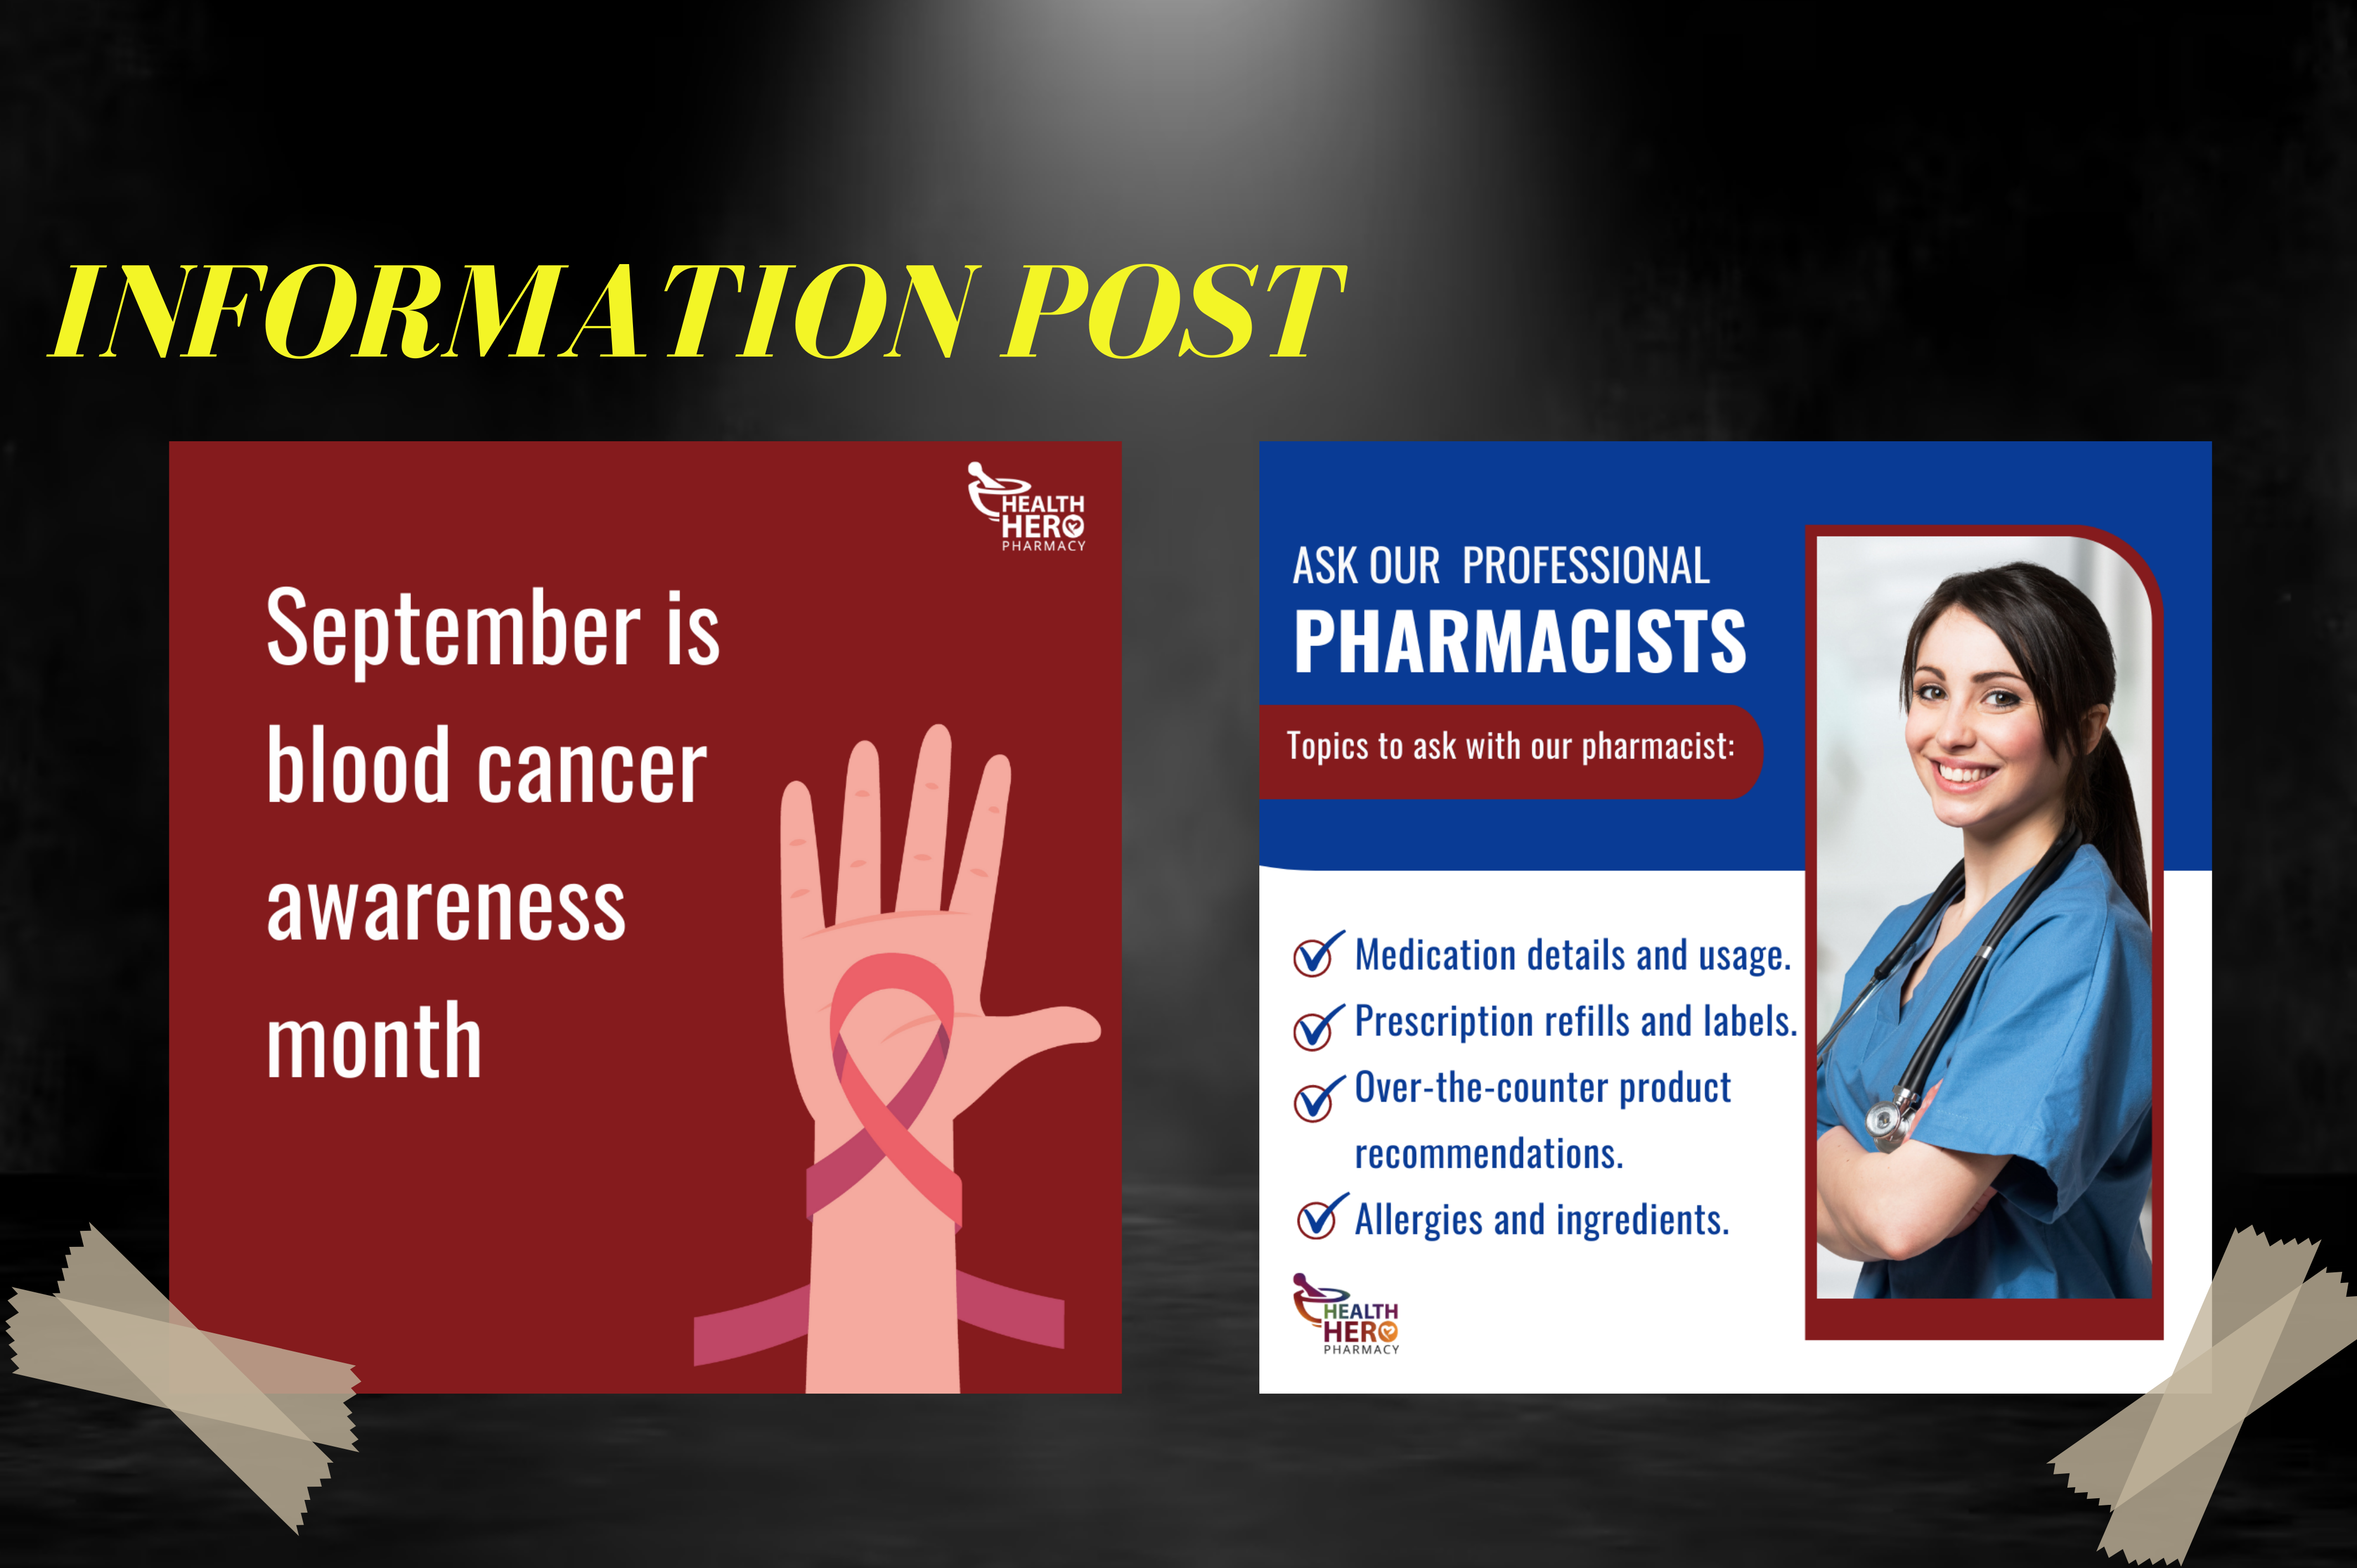 INFORMATION POST
HEALTH
HERO
PHARMACY
September is
blood cancer
awareness
month
ASK OUR  PROFESSIONAL
PHARMACISTS
Topics to ask with our pharmacist:
Medication details and usage.
Prescription refills and labels.
Over-the-counter product
recommendations.
Allergies and ingredients.
HEALTH
HERO
PHARMACY